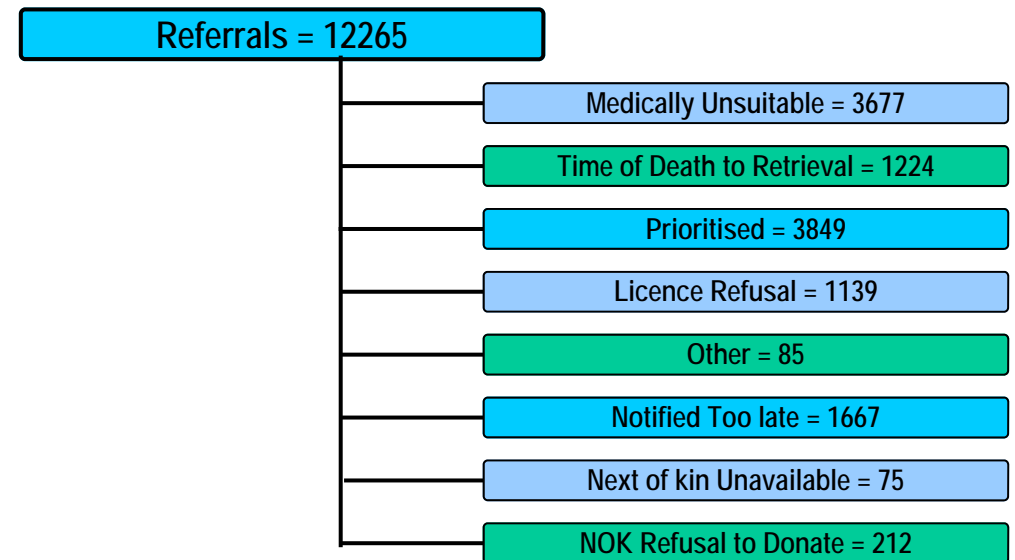 Referrals = 12265
Medically Unsuitable = 3677
Time of Death to Retrieval = 1224
Prioritised = 3849
Licence Refusal = 1139
Other = 85
Notified Too late = 1667
Next of kin Unavailable = 75
NOK Refusal to Donate = 212